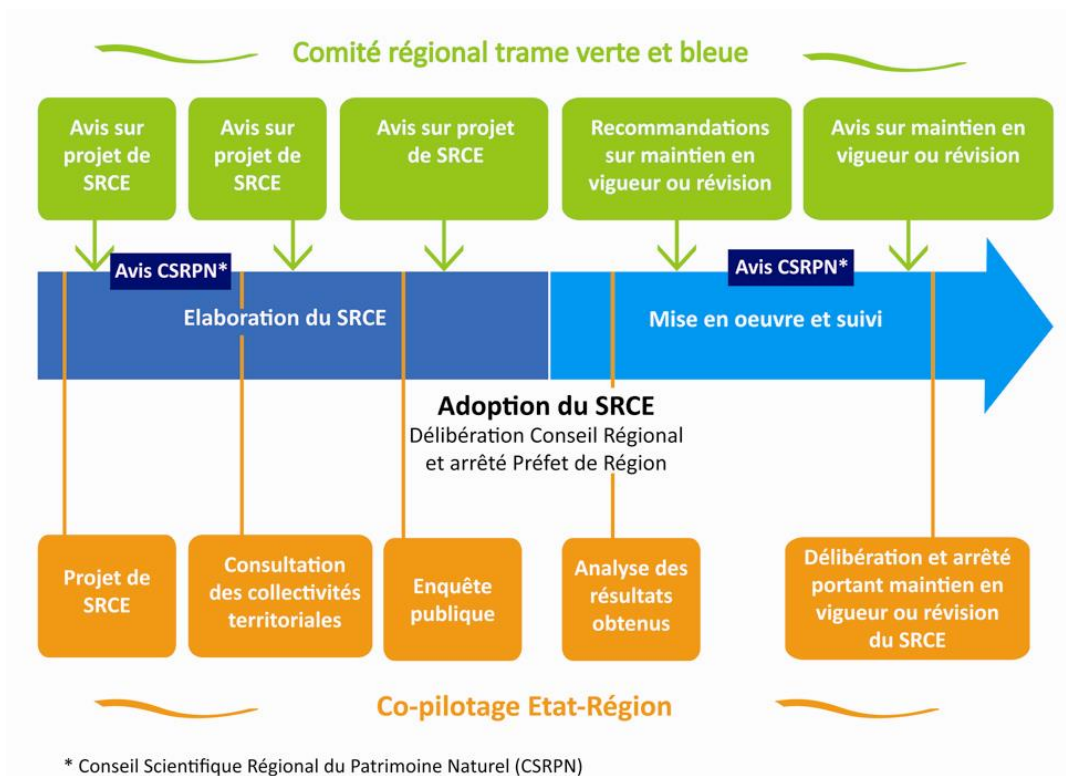 Comité régional trame verte et bleue
Avis sur
projet de
SRCE
Avis sur
projet de
SRCE
Avis sur projet
de SRCE
Recommandations
sur maintien en
vigueur ou révision
Avis sur maintien en
vigueur ou révision
Avis CSRPN*
Avis CSRPN*
Elaboration du SRCE
Mise en oeuvre et suivi
Adoption du SRCE
Délibération Conseil Régional
et arrêté Préfet de Région
Projet de
SRCE
Consultation
des collectivités
territoriales
Enquête
publique
Analyse des
résultats
obtenus
Délibération et arrêté
portant maintien en
vigueur ou révision
du SRCE
Co-pilotage Etat-Région
* Conseil Scientifique Régional du Patrimoine Naturel (CSRPN)